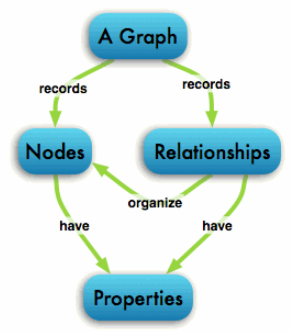 A Graph
records
records
Nodes
Relationships
organize
have
have
Properties